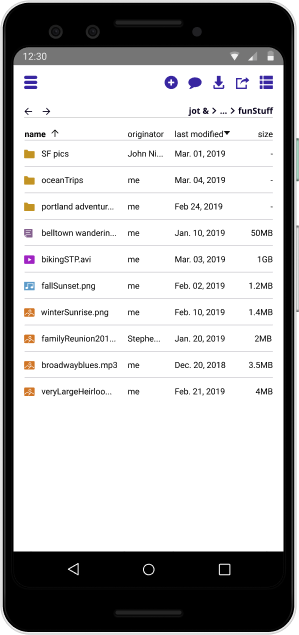 12:30
jot & > ... > funStuff
name originator last modified size
SF pics John Ni... Mar. 01, 2019 -
oceanTrips me Mar. 04, 2019 -
portland adventur... me Feb 24, 2019 -
belltown wanderin... me Jan. 10, 2019 50MB
bikingSTP.avi me Mar. 03, 2019 1GB
fallSunset.png me Feb. 02, 2019 1.2MB
winterSunrise.png me Feb. 10, 2019 1.4MB
familyReunion201... Stephe... Jan. 20, 2019 2MB
broadwayblues.mp3 me Dec. 20, 2018 3.5MB
veryLargeHeirloo... me Feb. 21, 2019 4MB